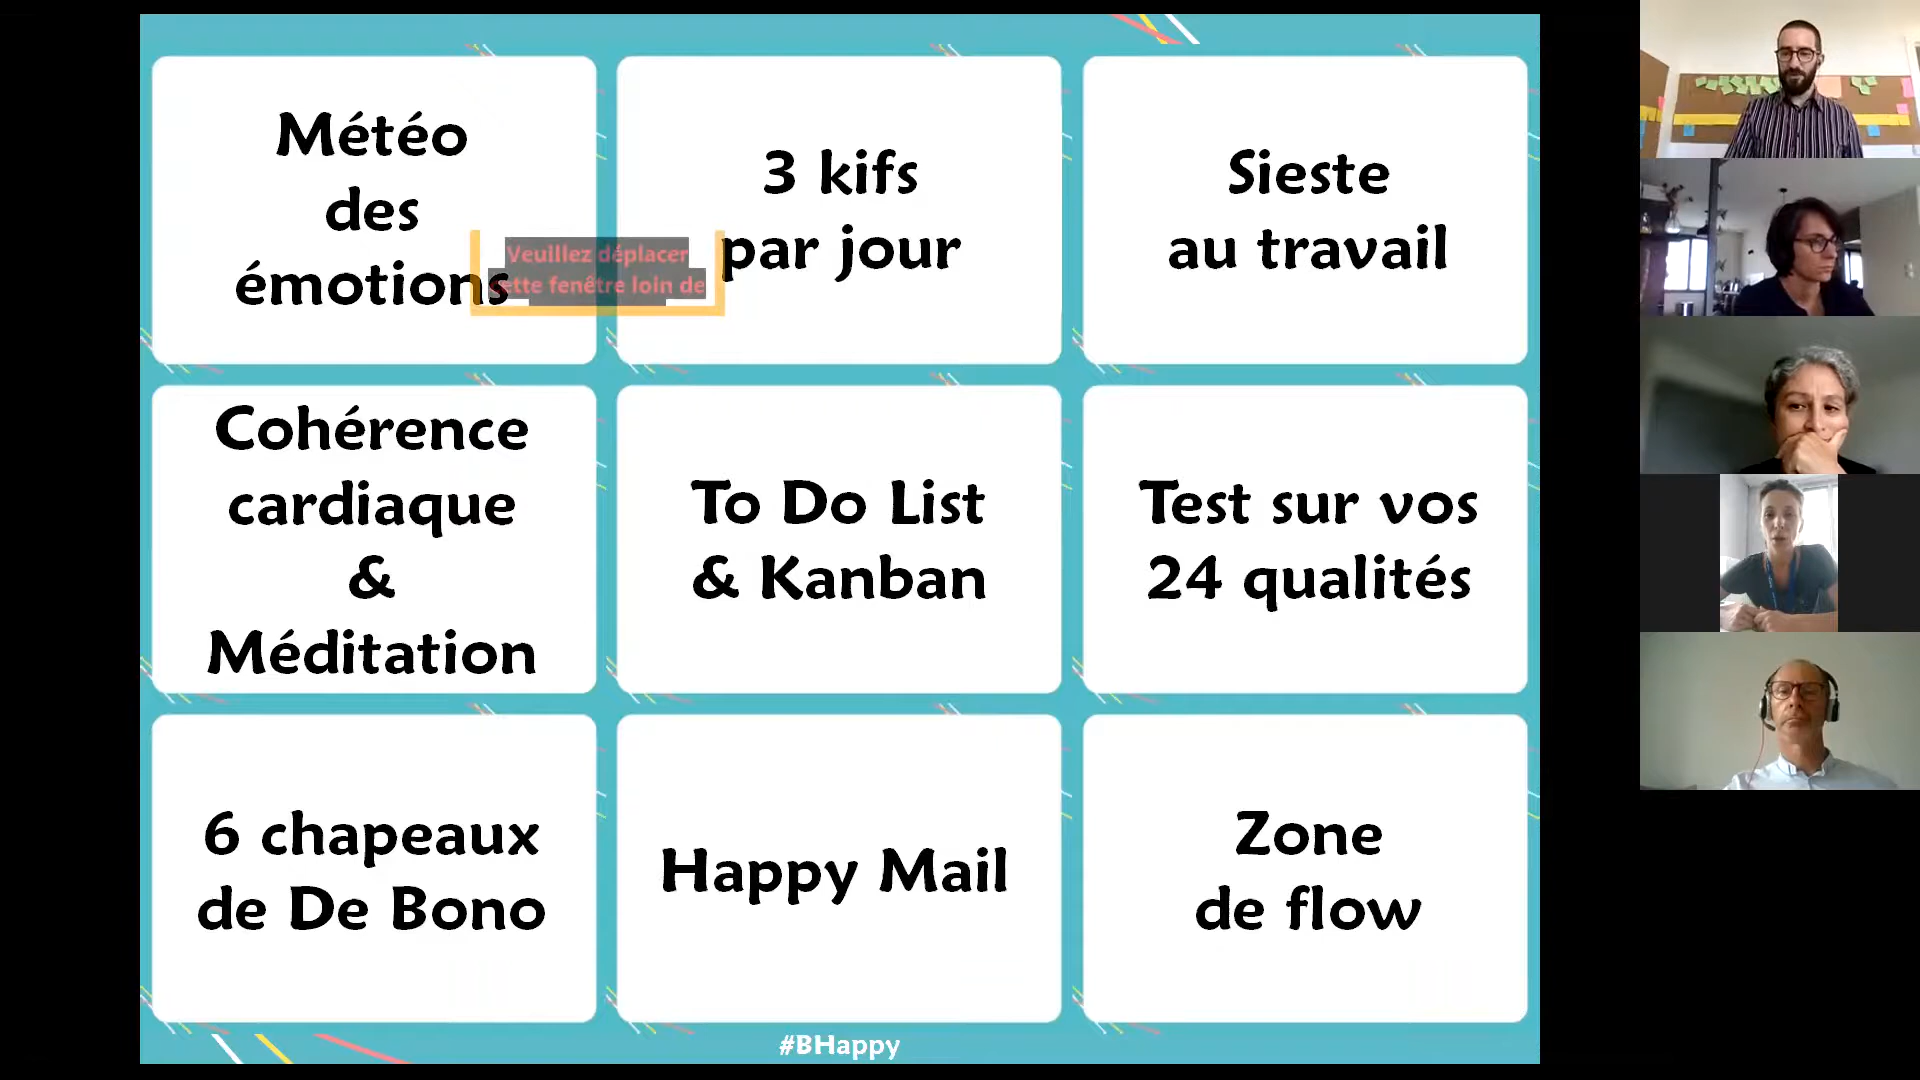 Météo
des
émotions
3 kifs
par jour
Sieste
au travail
Veuillez déplacer
ette fenêtre loin de
Cohérence
cardiaque
&
Méditation
To Do List
& Kanban
Test sur vos
24 qualités
6 chapeaux
de De Bono
Happy Mail
Zone
de flow
#BHappy